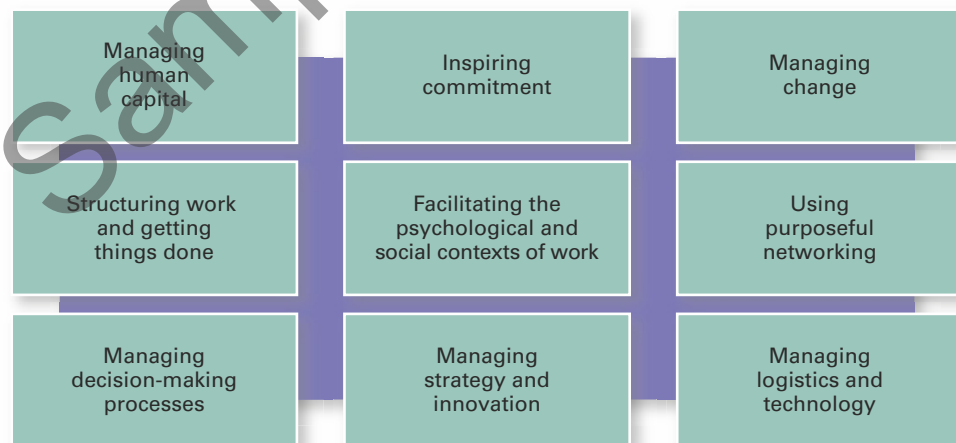 Managing
human
capital
Inspiring
commitment
Managing
change
Structuring work
and getting
things done
Facilitating the
psychological and
social contexts of work
Using
purposeful
networking
Managing
decision-making
processes
Managing
strategy and
innovation
Managing
logistics and
technology